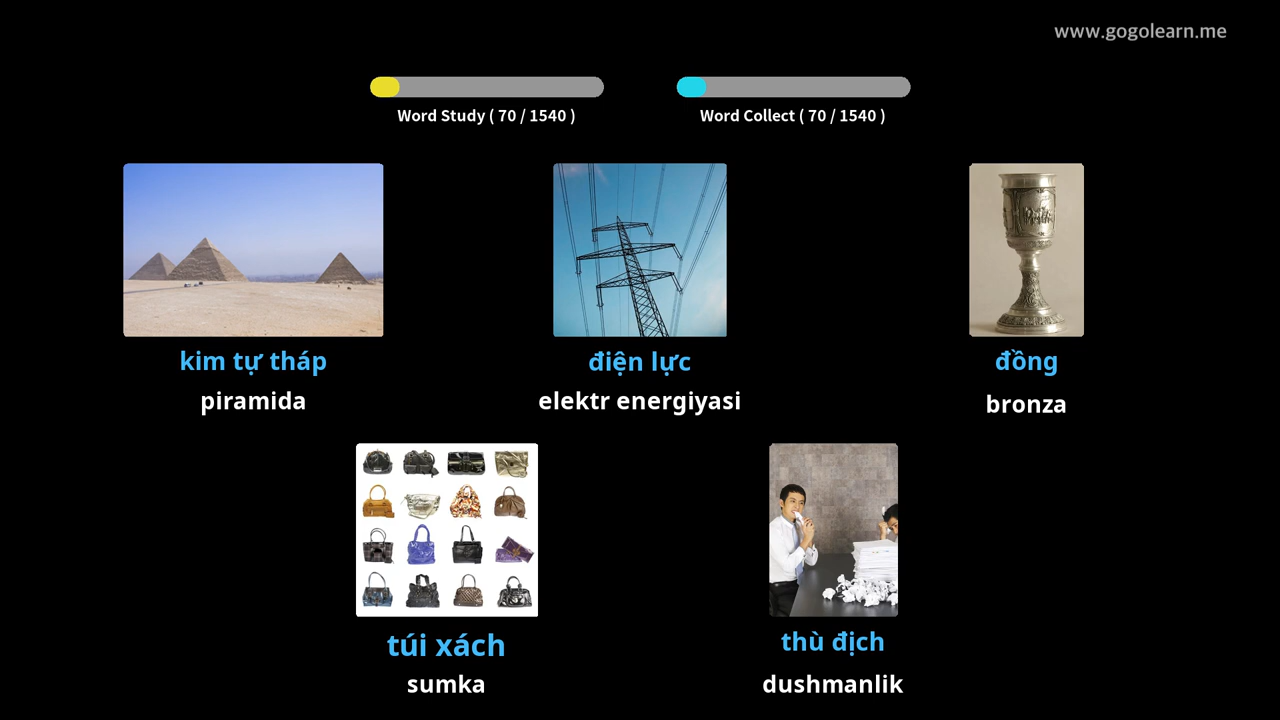 www.gogolearn.me
Word Study ( 70 / 1540 )
Word Collect ( 70 / 1540 )
kim tự tháp
piramida
điện lực
elektr energiyasi
đồng
bronza
túi xách
sumka
thù địch
dushmanlik